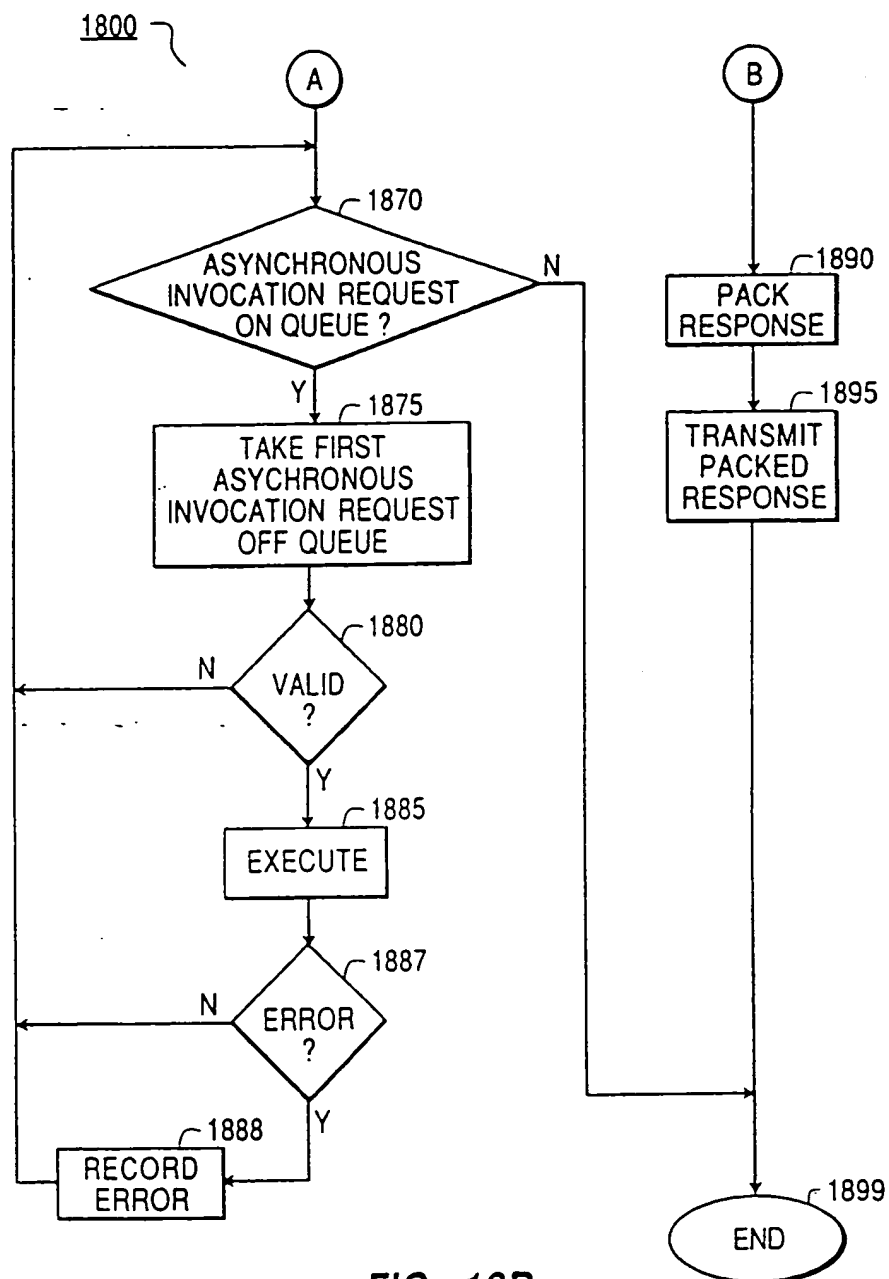 1800
A
B
1870
ASYNCHRONOUS
INVOCATION REQUEST
ON QUEUE ?
N
Y
1875
TAKE FIRST
ASYCHRONOUS
INVOCATION REQUEST
OFF QUEUE
1880
VALID
?
N
Y
1885
EXECUTE
1887
ERROR
?
N
Y
1888
RECORD
ERROR
1890
PACK
RESPONSE
1895
TRANSMIT
PACKED
RESPONSE
1899
END